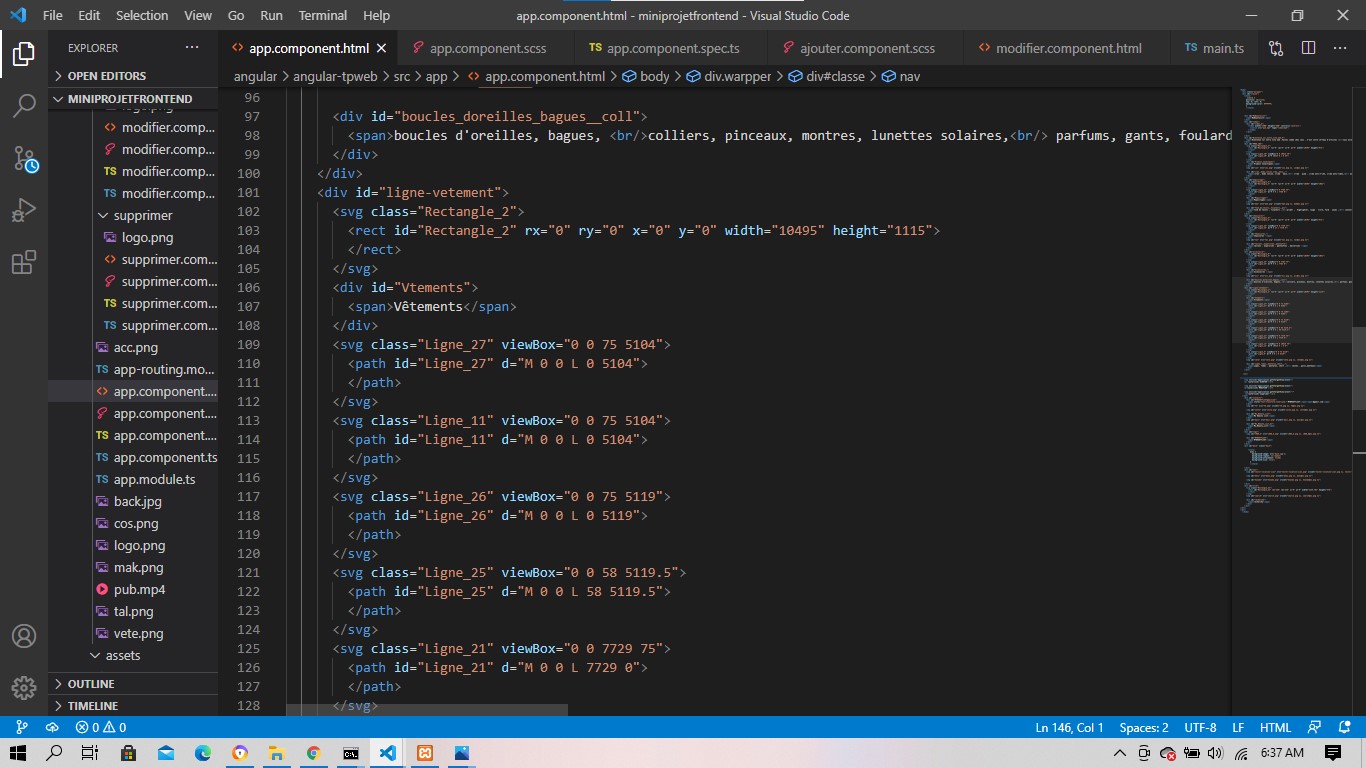 File Edit Selection View Go Run Terminal Help app.component.html - miniprojetfrontend - Visual Studio Code
EXPLORER ···
OPEN EDITORS
MINIPROJETFRONTEND
modifier.comp...
modifier.comp...
TS modifier.comp...
TS modifier.comp...
supprimer
logo.png
supprimer.com...
supprimer.com...
TS supprimer.com...
TS supprimer.com...
acc.png
TS app-routing.mo...
app.component....
app.component....
TS app.component....
TS app.component.ts
TS app.module.ts
back.jpg
cos.png
logo.png
mak.png
pub.mp4
tal.png
vete.png
assets
OUTLINE
TIMELINE
app.component.html app.component.scss TS app.component.spec.ts ajouter.component.scss modifier.component.html TS main.ts ···
angular > angular-tpweb > src > app > app.component.html > body > div.warpper > div#classe > nav
96
97 <div id="boucles_doreilles_bagues__coll">
98 <span>boucles d'oreilles, bagues, <br/>colliers, pinceaux, montres, lunettes solaires,<br/> parfums, gants, foulard
99 </div>
100 </div>
101 <div id="ligne-vetement">
102 <svg class="Rectangle_2">
103 <rect id="Rectangle_2" rx="0" ry="0" x="0" y="0" width="10495" height="1115">
104 </rect>
105 </svg>
106 <div id="Vtements">
107 <span>Vêtements</span>
108 </div>
109 <svg class="Ligne_27" viewBox="0 0 75 5104">
110 <path id="Ligne_27" d="M 0 0 L 0 5104">
111 </path>
112 </svg>
113 <svg class="Ligne_11" viewBox="0 0 75 5104">
114 <path id="Ligne_11" d="M 0 0 L 0 5104">
115 </path>
116 </svg>
117 <svg class="Ligne_26" viewBox="0 0 75 5119">
118 <path id="Ligne_26" d="M 0 0 L 0 5119">
119 </path>
120 </svg>
121 <svg class="Ligne_25" viewBox="0 0 58 5119.5">
122 <path id="Ligne_25" d="M 0 0 L 58 5119.5">
123 </path>
124 </svg>
125 <svg class="Ligne_21" viewBox="0 0 7729 75">
126 <path id="Ligne_21" d="M 0 0 L 7729 0">
127 </path>
128 </svg>
0 0 Ln 146, Col 1 Spaces: 2 UTF-8 LF HTML
6:37 AM